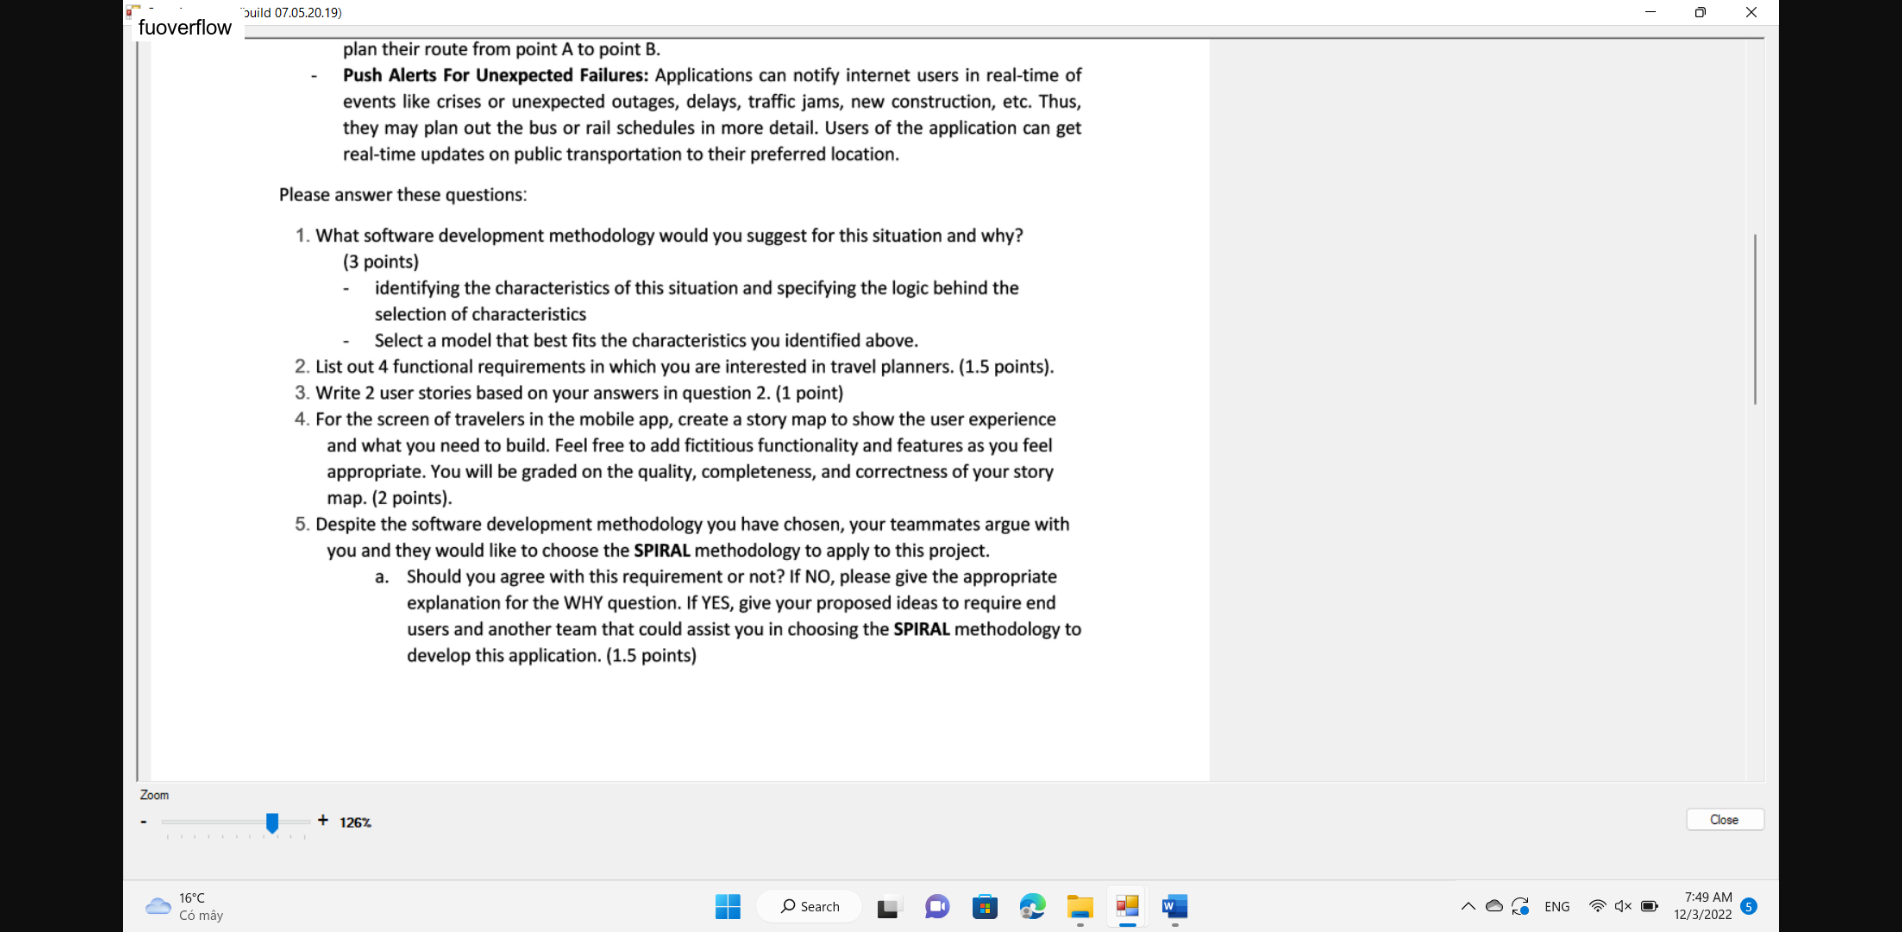 build 07.05.20.19)
fuoverflow
plan their route from point A to point B.
- Push Alerts For Unexpected Failures: Applications can notify internet users in real-time of
events like crises or unexpected outages, delays, traffic jams, new construction, etc. Thus,
they may plan out the bus or rail schedules in more detail. Users of the application can get
real-time updates on public transportation to their preferred location.
Please answer these questions:
1. What software development methodology would you suggest for this situation and why?
(3 points)
- identifying the characteristics of this situation and specifying the logic behind the
selection of characteristics
- Select a model that best fits the characteristics you identified above.
2. List out 4 functional requirements in which you are interested in travel planners. (1.5 points).
3. Write 2 user stories based on your answers in question 2. (1 point)
4. For the screen of travelers in the mobile app, create a story map to show the user experience
and what you need to build. Feel free to add fictitious functionality and features as you feel
appropriate. You will be graded on the quality, completeness, and correctness of your story
map. (2 points).
5. Despite the software development methodology you have chosen, your teammates argue with
you and they would like to choose the SPIRAL methodology to apply to this project.
a. Should you agree with this requirement or not? If NO, please give the appropriate
explanation for the WHY question. If YES, give your proposed ideas to require end
users and another team that could assist you in choosing the SPIRAL methodology to
develop this application. (1.5 points)
Zoom
- + 126%
Close
16°C
Có mây
Search
W
ENG
7:49 AM
12/3/2022
5